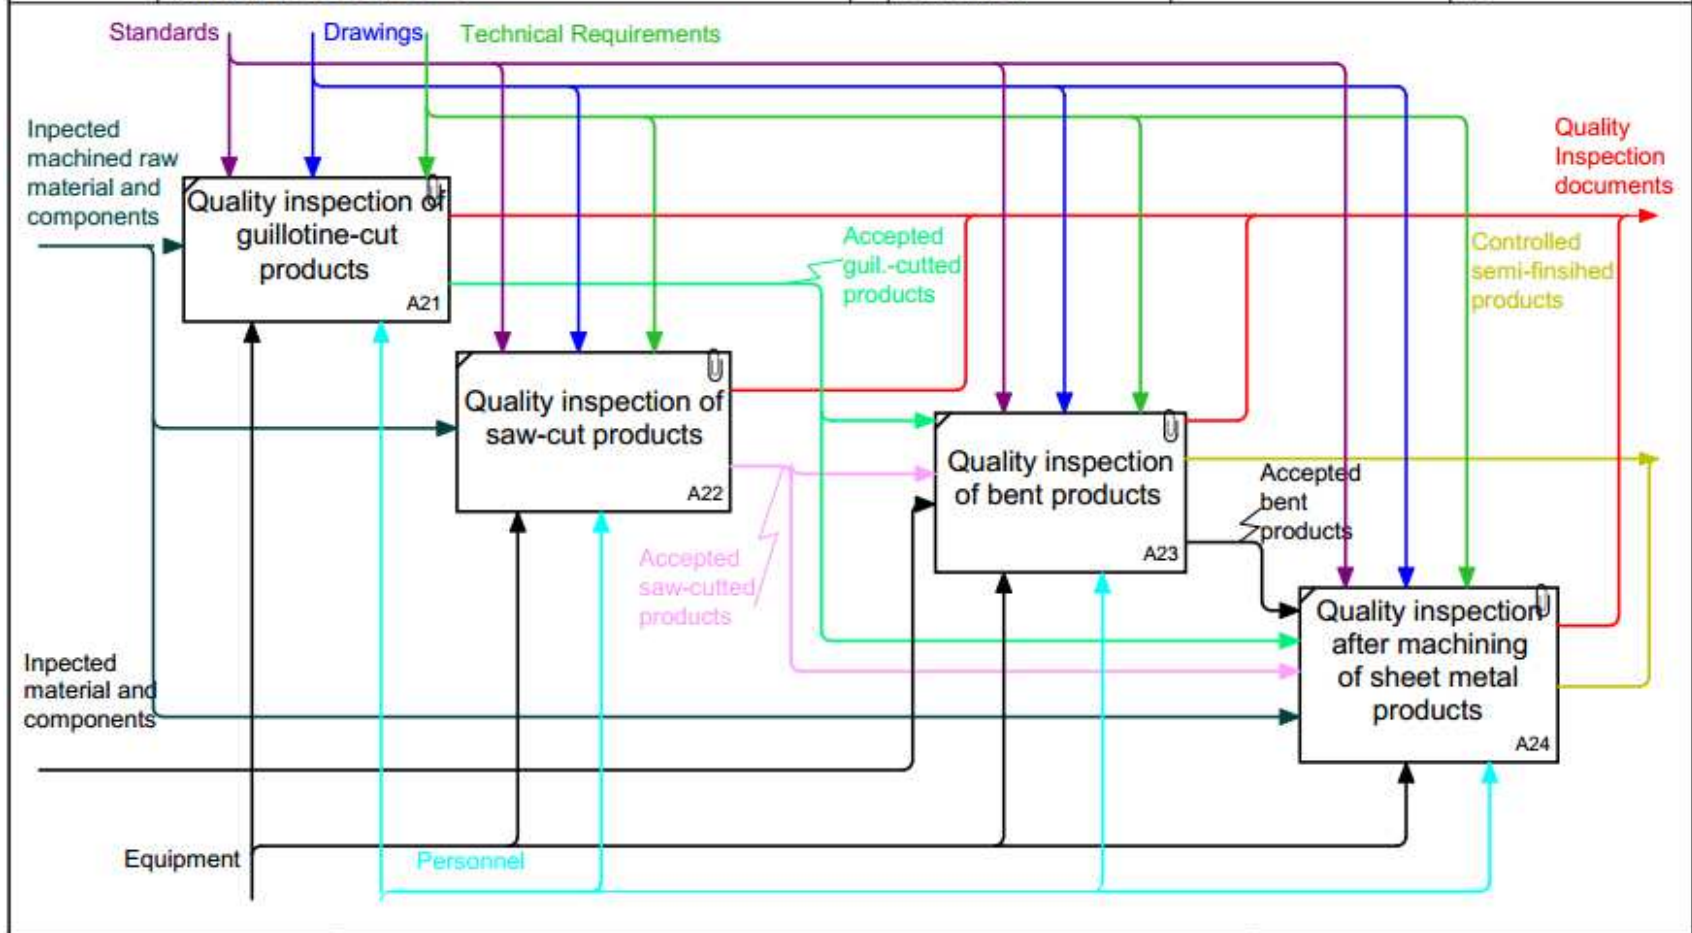 Standards
Drawings
Technical Requirements
Inpected
machined raw
material and
components
Quality
Inspection
documents
Quality inspection of
guillotine-cut
products
A21
Accepted
guil.-cutted
products
Controlled
semi-finsihed
products
Quality inspection of
saw-cut products
A22
Quality inspection
of bent products
A23
Accepted
bent
products
Accepted
saw-cutted
products
Quality inspection
after machining
of sheet metal
products
A24
Inpected
material and
components
Equipment
Personnel